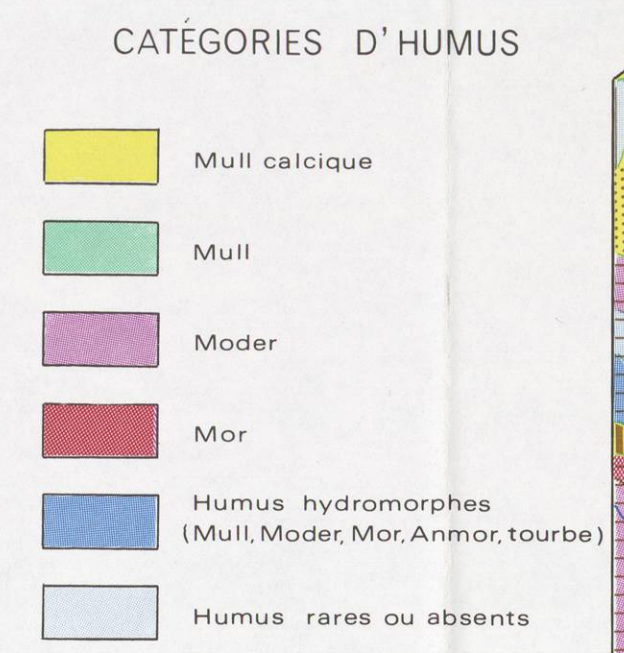 CATÉGORIES D'HUMUS
Mull calcique
Mull
Moder
Mor
Humus hydromorphes
(Mull, Moder, Mor, Anmor, tourbe)
Humus rares ou absents